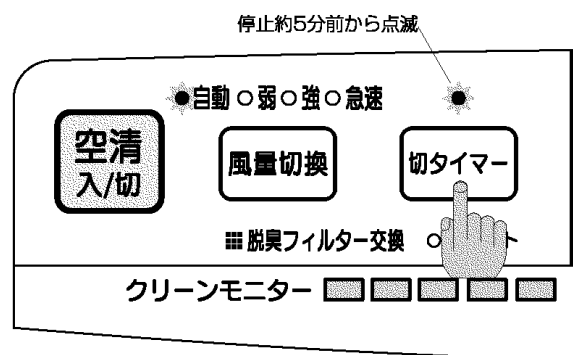 停止約5分前から点滅
自動 弱 強 急速
空清
入/切
風量切換
切タイマー
脱臭フィルター交換
クリーンモニター